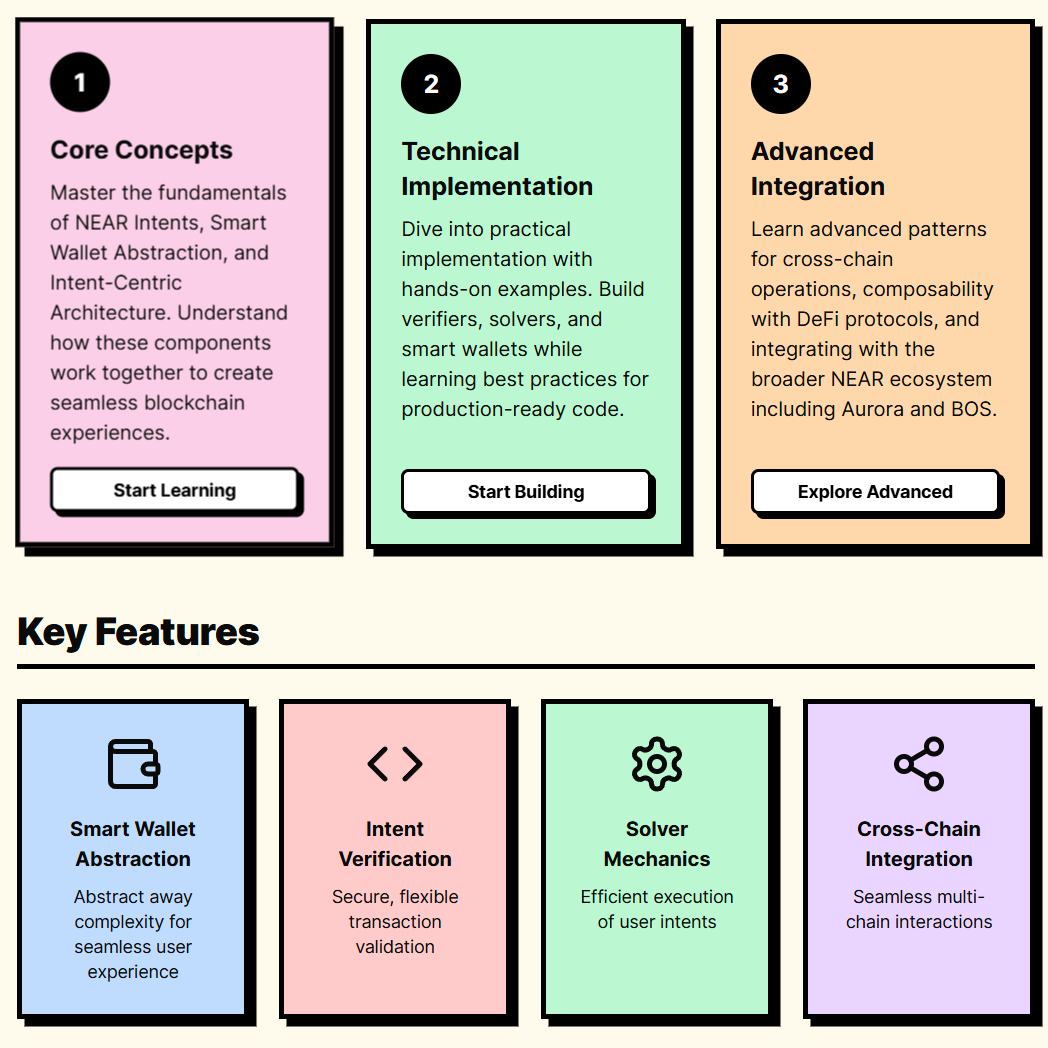 1
Core Concepts
Master the fundamentals
of NEAR Intents, Smart
Wallet Abstraction, and
Intent-Centric
Architecture. Understand
how these components
work together to create
seamless blockchain
experiences.
Start Learning
2
Technical
Implementation
Dive into practical
implementation with
hands-on examples. Build
verifiers, solvers, and
smart wallets while
learning best practices for
production-ready code.
Start Building
3
Advanced
Integration
Learn advanced patterns
for cross-chain
operations, composability
with DeFi protocols, and
integrating with the
broader NEAR ecosystem
including Aurora and BOS.
Explore Advanced
Key Features
Smart Wallet
Abstraction
Abstract away
complexity for
seamless user
experience
Intent
Verification
Secure, flexible
transaction
validation
Solver
Mechanics
Efficient execution
of user intents
Cross-Chain
Integration
Seamless multi-
chain interactions